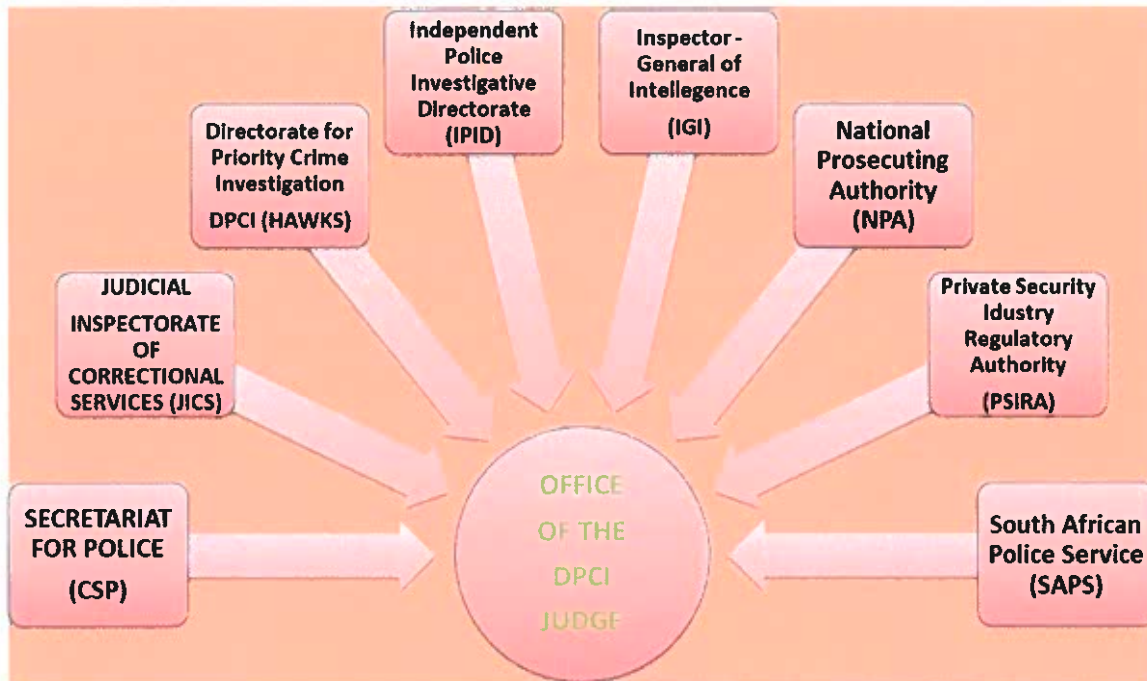 Independent
Police
Investigative
Directorate
(IPID)
Inspector -
General of
Intellegence
(IGI)
Directorate for
Priority Crime
Investigation
DPCI (HAWKS)
National
Prosecuting
Authority
(NPA)
JUDICIAL
INSPECTORATE
OF
CORRECTIONAL
SERVICES (JICS)
Private Security
Idustry
Regulatory
Authority
(PSIRA)
SECRETARIAT
FOR POLICE
(CSP)
OFFICE
OF THE
DPCI
JUDGE
South African
Police Service
(SAPS)